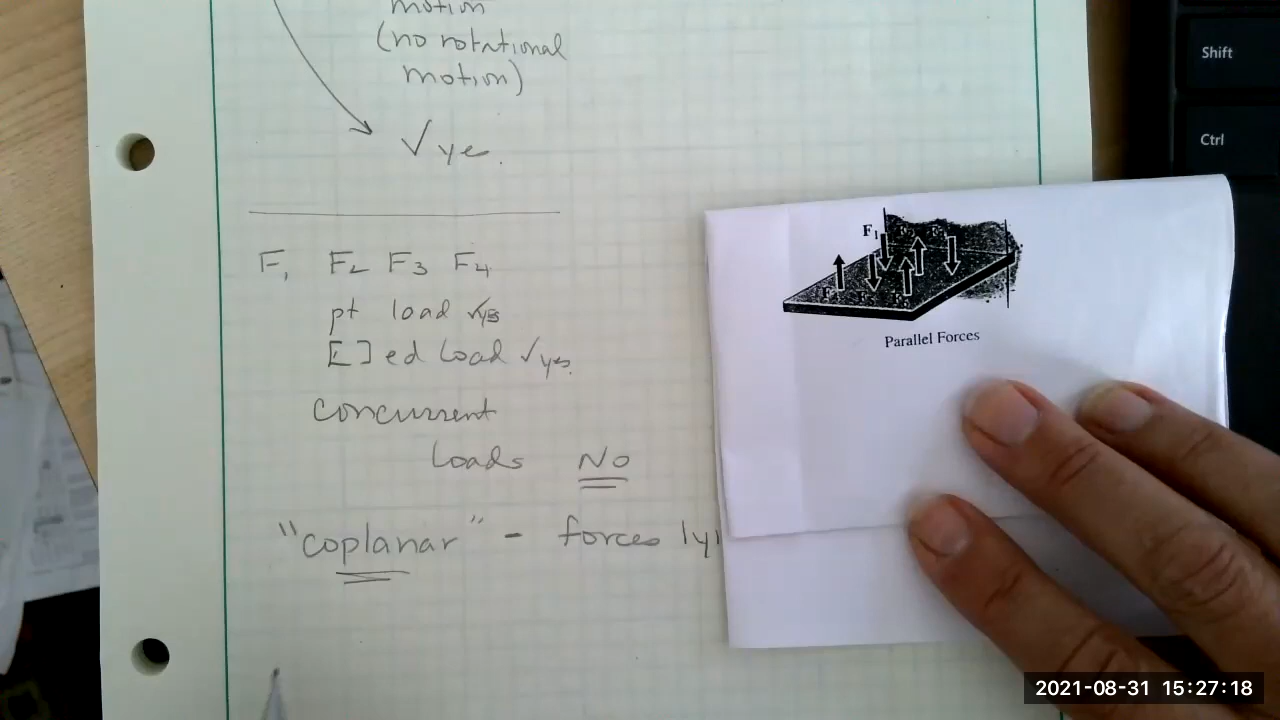 motion
(no rotational
motion)
√ ye.
Shift
Ctrl
F1 F2 F3 F4
pt load √ yes
[ ] ed load √ yes.
concurrent
loads No
"coplanar" - forces lyi
F1
Parallel Forces
2021-08-31 15:27:18